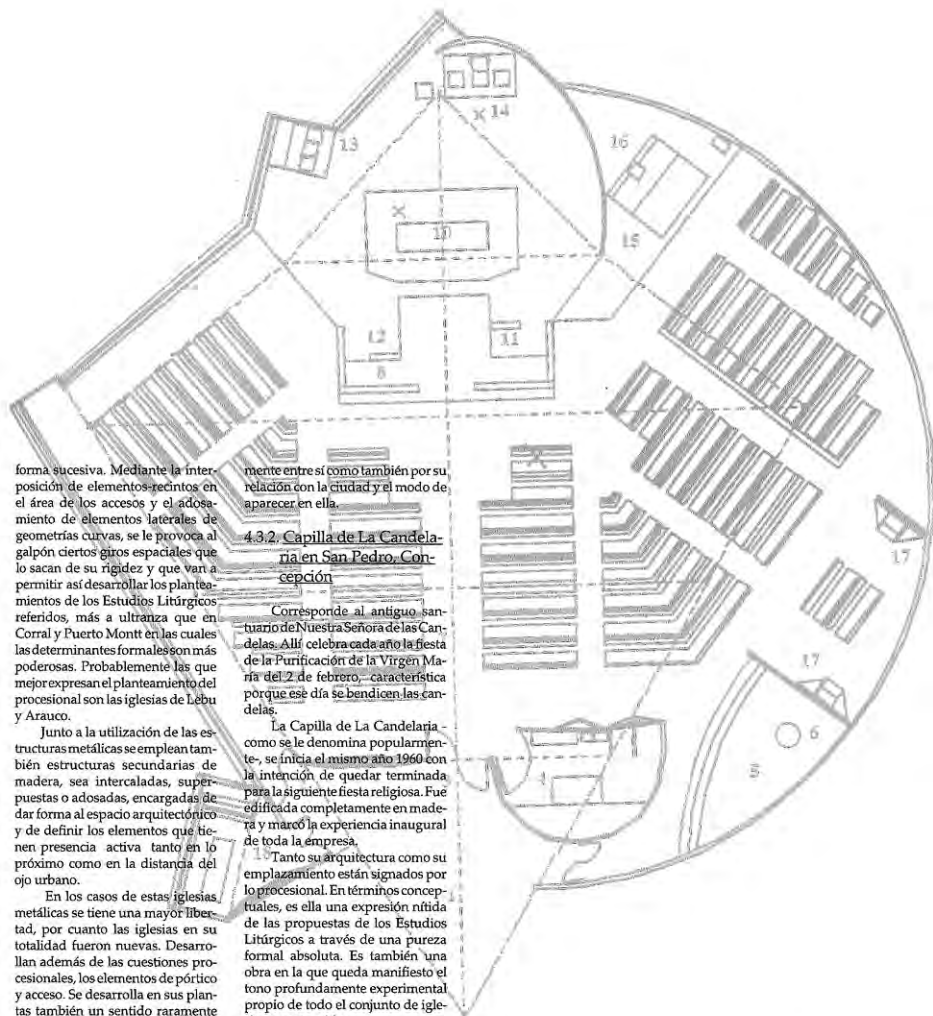 forma sucesiva. Mediante la inter-
posición de elementos-recintos en
el área de los accesos y el adosa-
miento de elementos laterales de
geometrías curvas, se le provoca al
galpón ciertos giros espaciales que
lo sacan de su rigidez y que van a
permitir así desarrollar los plantea-
mientos de los Estudios Litúrgicos
referidos, más a ultranza que en
Corral y Puerto Montt en las cuales
las determinantes formales son más
poderosas. Probablemente las que
mejor expresan el planteamiento del
procesional son las iglesias de Lebu
y Arauco.
Junto a la utilización de las es-
tructuras metálicas se emplean tam-
bién estructuras secundarias de
madera, sea intercaladas, super-
puestas o adosadas, encargadas de
dar forma al espacio arquitectónico
y de definir los elementos que tie-
nen presencia activa tanto en lo
próximo como en la distancia del
ojo urbano.
En los casos de estas iglesias
metálicas se tiene una mayor liber-
tad, por cuanto las iglesias en su
totalidad fueron nuevas. Desarro-
llan además de las cuestiones pro-
cesionales, los elementos de pórtico
y acceso. Se desarrolla en sus plan-
tas también un sentido raramente
mente entre sí como también por su
relación con la ciudad y el modo de
aparecer en ella.
4.3.2. Capilla de La Candela-
ria en San Pedro, Con-
cepción
Corresponde al antiguo san-
tuario de Nuestra Señora de las Can-
delas. Allí celebra cada año la fiesta
de la Purificación de la Virgen Ma-
ría del 2 de febrero, característica
porque ese día se bendicen las can-
delas.
La Capilla de La Candelaria -
como se le denomina popularmen-
te-, se inicia el mismo año 1960 con
la intención de quedar terminada
para la siguiente fiesta religiosa. Fue
edificada completamente en made-
ra y marcó la experiencia inaugural
de toda la empresa.
Tanto su arquitectura como su
emplazamiento están signados por
lo procesional. En términos concep-
tuales, es ella una expresión nítida
de las propuestas de los Estudios
Litúrgicos a través de una pureza
formal absoluta. Es también una
obra en la que queda manifiesto el
tono profundamente experimental
propio de todo el conjunto de igle-
13
14
16
15
10
12
11
8
17
17
6